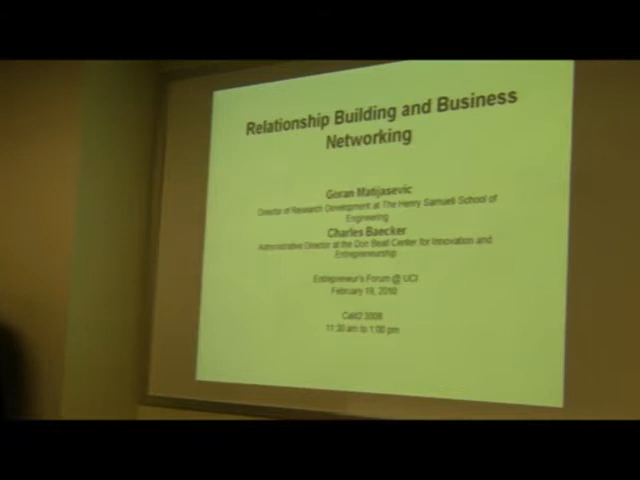 Relationship Building and Business
Networking
Goran Matijasevic
Director of Research Development at The Henry Samueli School of
Engineering
Charles Baecker
Administrative Director at the Don Beall Center for Innovation and
Entrepreneurship
Entrepreneur's Forum @ UCI
February 19, 2010
Calit2 3008
11:30 am to 1:00 pm